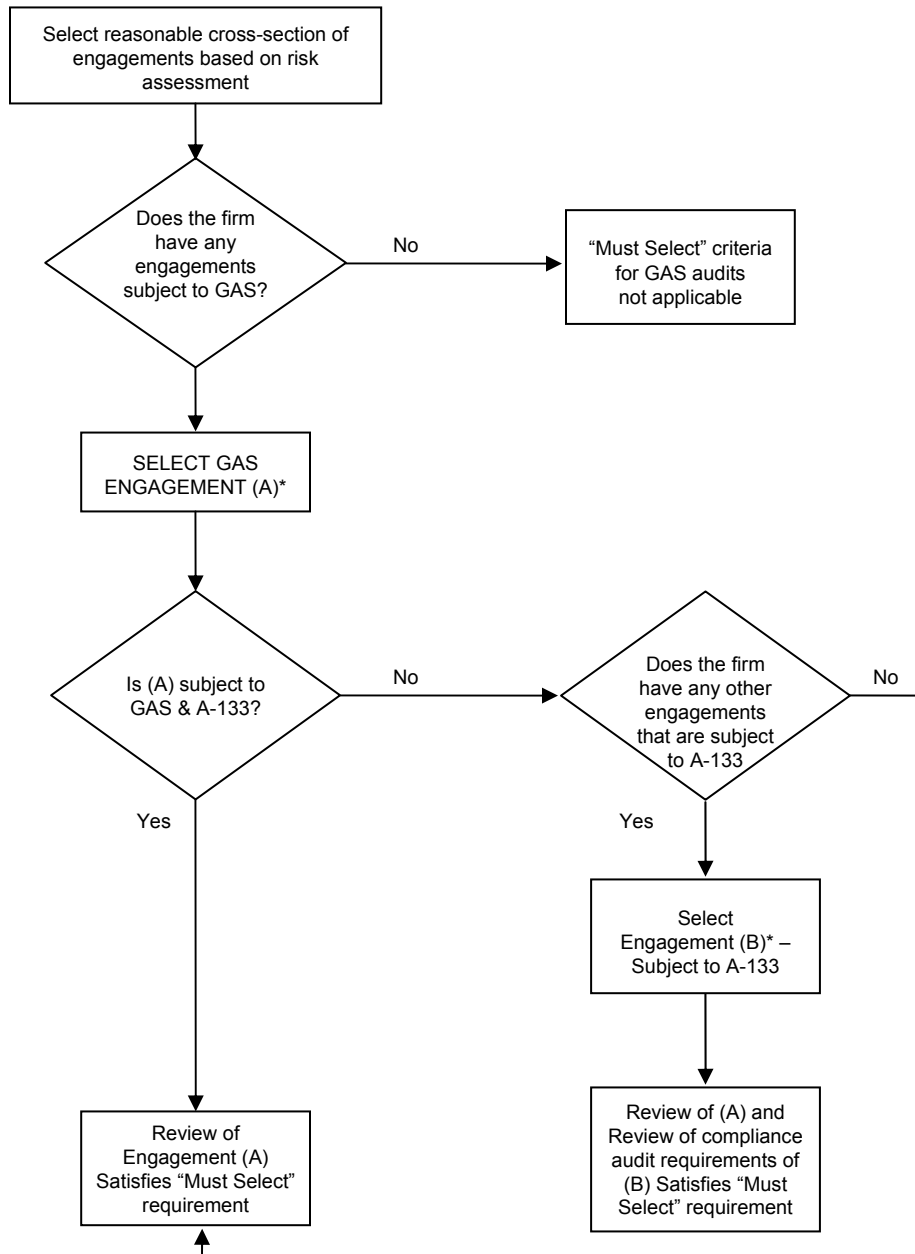 Select reasonable cross-section of
engagements based on risk
assessment
Does the firm
have any
engagements
subject to GAS?
No
“Must Select” criteria
for GAS audits
not applicable
SELECT GAS
ENGAGEMENT (A)*
Is (A) subject to
GAS & A-133?
No
Does the firm
have any other
engagements
that are subject
to A-133
No
Yes
Yes
Select
Engagement (B)* –
Subject to A-133
Review of
Engagement (A)
Satisfies “Must Select”
requirement
Review of (A) and
Review of compliance
audit requirements of
(B) Satisfies “Must
Select” requirement